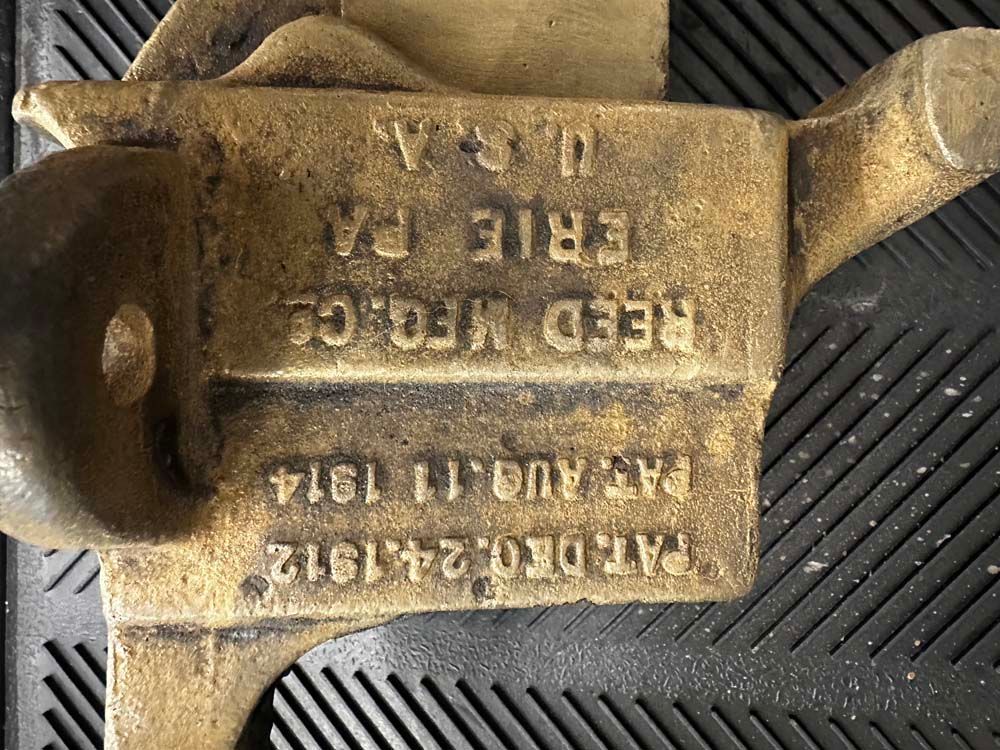 PAT. DEC. 24. 1912
PAT. AUG. 11 1914
REED MFG. CO
ERIE PA
U.S.A.